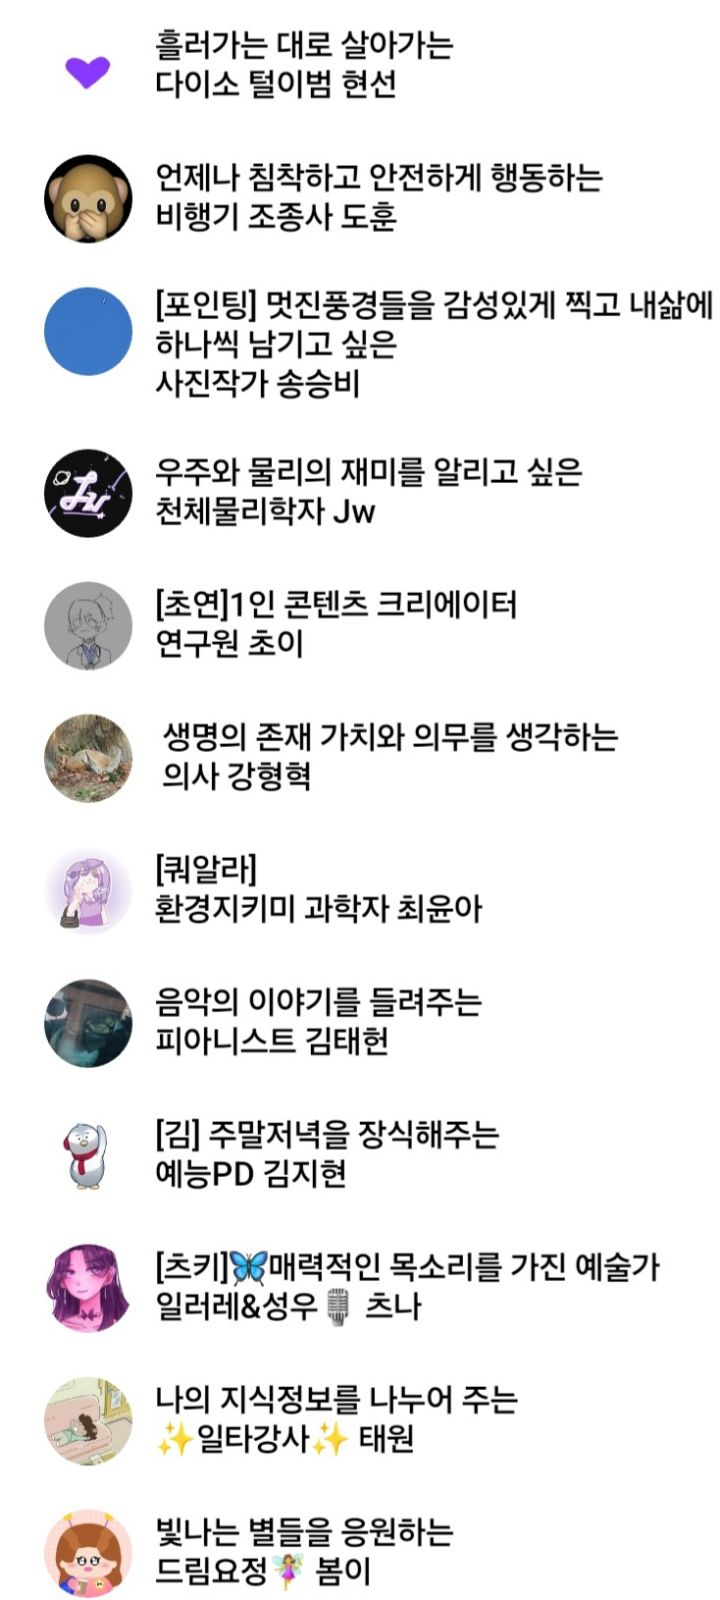 흘러가는 대로 살아가는
다이소 털이범 현선
언제나 침착하고 안전하게 행동하는
비행기 조종사 도훈
[포인팅] 멋진풍경들을 감성있게 찍고 내삶에
하나씩 남기고 싶은
사진작가 송승비
우주와 물리의 재미를 알리고 싶은
천체물리학자 Jw
Jw
[초연]1인 콘텐츠 크리에이터
연구원 초이
생명의 존재 가치와 의무를 생각하는
의사 강형혁
[쿼알라]
환경지키미 과학자 최윤아
음악의 이야기를 들려주는
피아니스트 김태헌
[김] 주말저녁을 장식해주는
예능PD 김지현
[츠키]🦋매력적인 목소리를 가진 예술가
일러레&성우🎙️ 츠나
나의 지식정보를 나누어 주는
✨일타강사✨ 태원
빛나는 별들을 응원하는
드림요정🧚‍♀️ 봄이